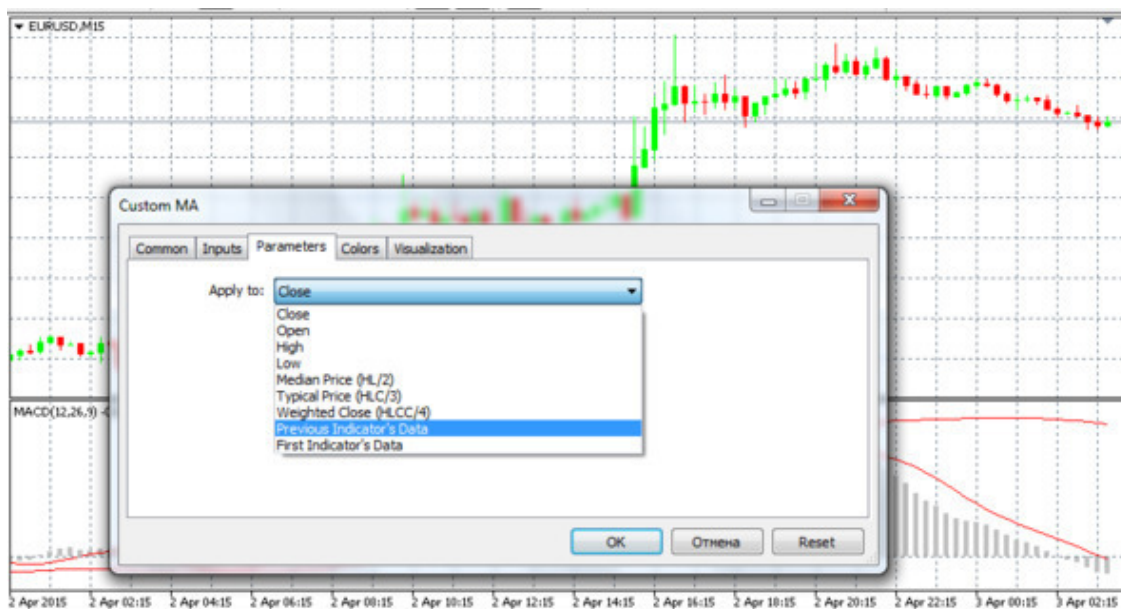 EURUSD,M15
Custom MA
Common Inputs Parameters Colors Visualization
Apply to: Close
Close
Open
High
Low
Median Price (HL/2)
Typical Price (HLC/3)
Weighted Close (HLCC/4)
Previous Indicator's Data
First Indicator's Data
MACD(12,26,9)
OK Отмена Reset
2 Apr 2015 2 Apr 02:15 2 Apr 04:15 2 Apr 06:15 2 Apr 08:15 2 Apr 10:15 2 Apr 12:15 2 Apr 14:15 2 Apr 16:15 2 Apr 18:15 2 Apr 20:15 2 Apr 22:15 3 Apr 00:15 3 Apr 02:15